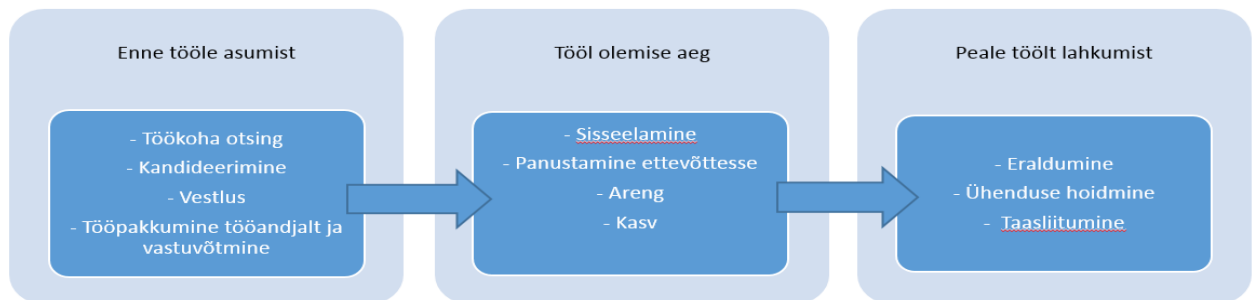 Enne tööle asumist
- Töökoha otsing
- Kandideerimine
- Vestlus
- Tööpakkumine tööandjalt ja
vastuvõtmine
Tööl olemise aeg
- Sisseelamine
- Panustamine ettevõttesse
- Areng
- Kasv
Peale töölt lahkumist
- Eraldumine
- Ühenduse hoidmine
- Taasliitumine